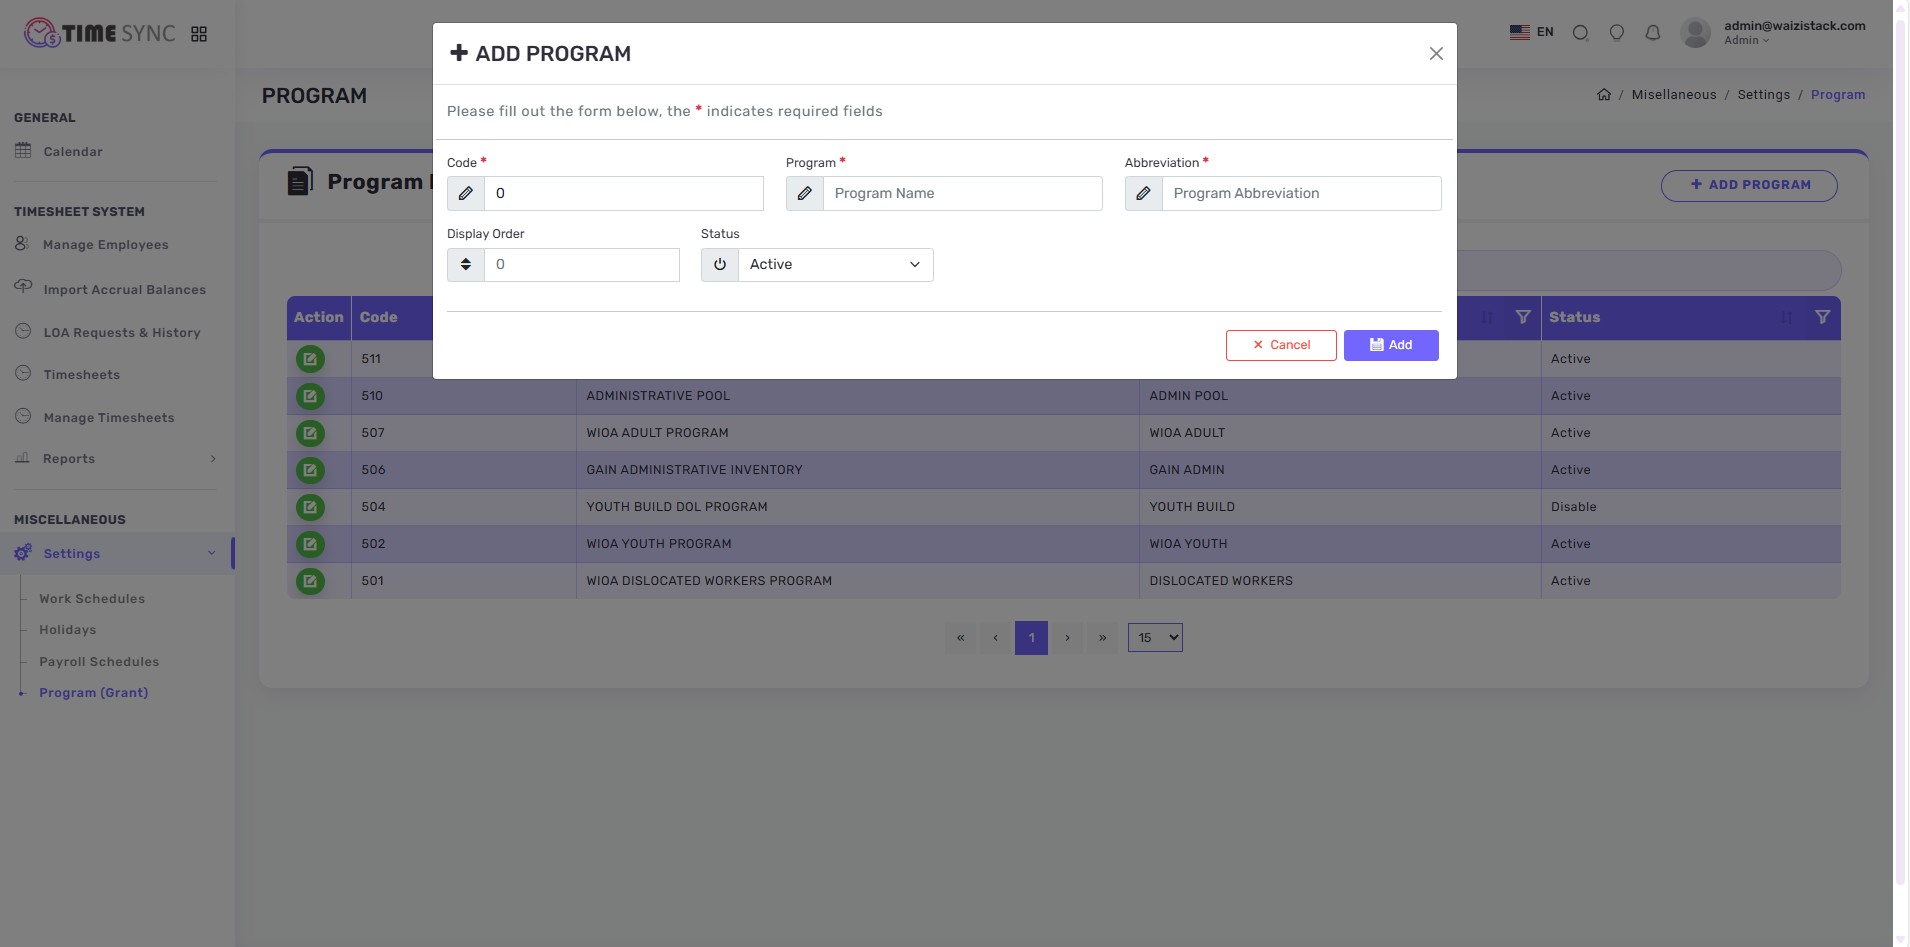 TIME SYNC
EN
admin@waizistack.com
Admin
GENERAL
Calendar
TIMESHEET SYSTEM
Manage Employees
Import Accrual Balances
LOA Requests & History
Timesheets
Manage Timesheets
Reports
MISCELLANEOUS
Settings
Work Schedules
Holidays
Payroll Schedules
Program (Grant)
PROGRAM
/ Misellaneous / Settings / Program
Program
ADD PROGRAM
ADD PROGRAM
Please fill out the form below, the * indicates required fields
Code * Program * Abbreviation *
0 Program Name Program Abbreviation
Display Order Status
0 Active
Cancel Add
Action Code Status
511 Active
510 ADMINISTRATIVE POOL ADMIN POOL Active
507 WIOA ADULT PROGRAM WIOA ADULT Active
506 GAIN ADMINISTRATIVE INVENTORY GAIN ADMIN Active
504 YOUTH BUILD DOL PROGRAM YOUTH BUILD Disable
502 WIOA YOUTH PROGRAM WIOA YOUTH Active
501 WIOA DISLOCATED WORKERS PROGRAM DISLOCATED WORKERS Active
« ‹ 1 › » 15